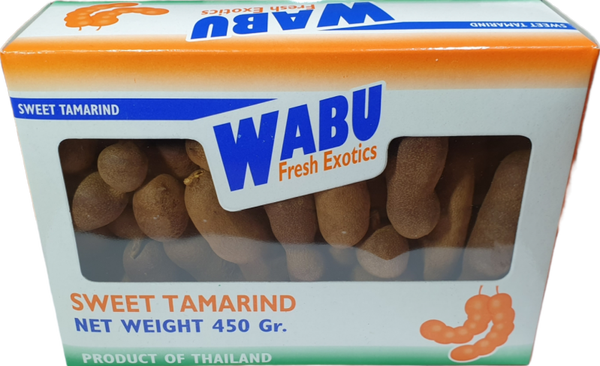 WABU
Fresh Exotics
SWEET TAMARIND
SWEET TAMARIND
WABU
Fresh Exotics
SWEET TAMARIND
NET WEIGHT 450 Gr.
PRODUCT OF THAILAND